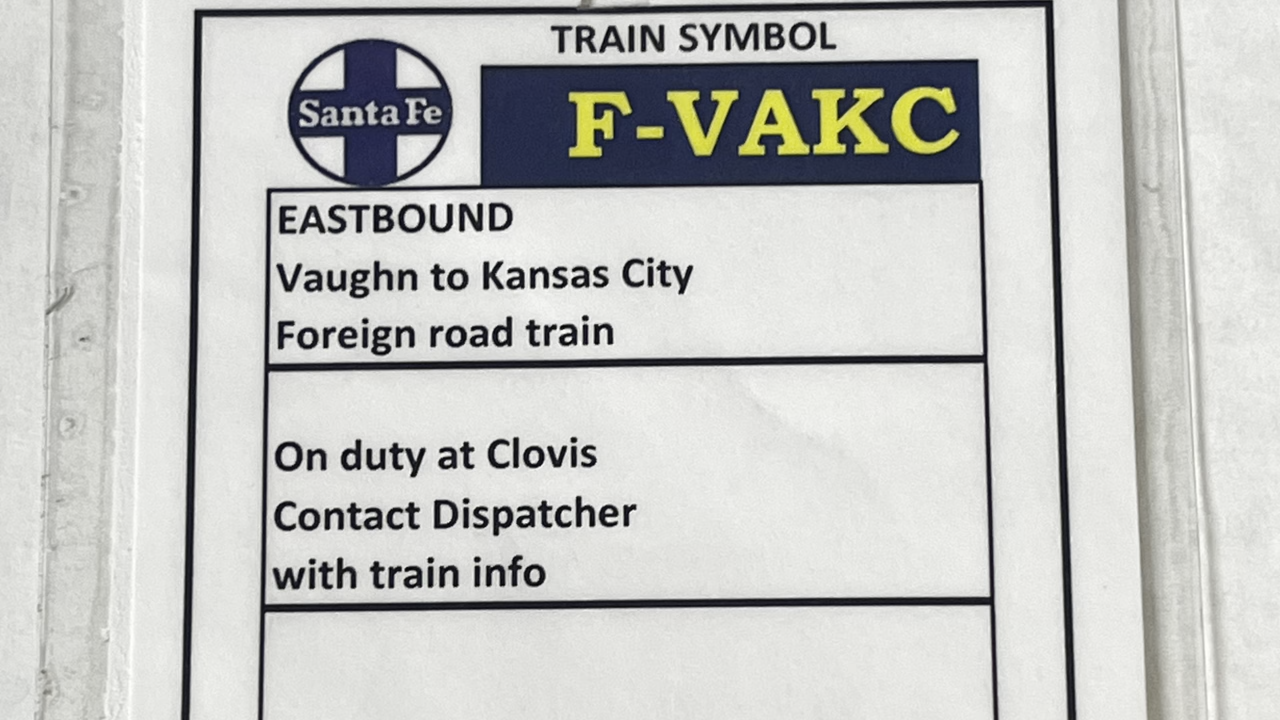 TRAIN SYMBOL
Santa Fe
F-VAKC
EASTBOUND
Vaughn to Kansas City
Foreign road train
On duty at Clovis
Contact Dispatcher
with train info